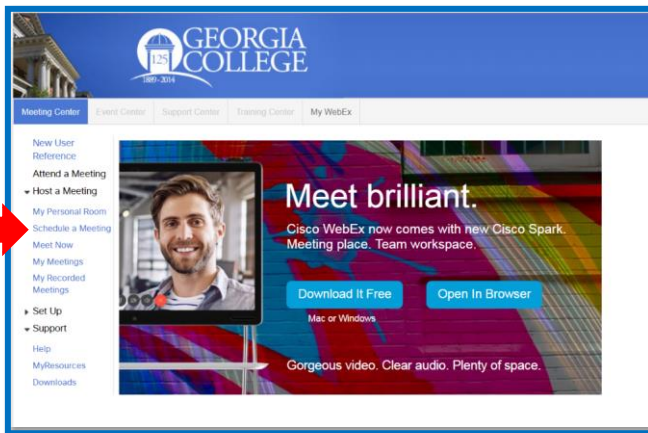 GEORGIA
125 COLLEGE
1889-2014
Meeting Center Event Center Support Center Training Center My WebEx
New User
Reference
Attend a Meeting
Host a Meeting
My Personal Room
Schedule a Meeting
Meet Now
My Meetings
My Recorded
Meetings
Set Up
Support
Help
MyResources
Downloads
Meet brilliant.
Cisco WebEx now comes with new Cisco Spark.
Meeting place. Team workspace.
Download It Free Open In Browser
Mac or Windows
Gorgeous video. Clear audio. Plenty of space.